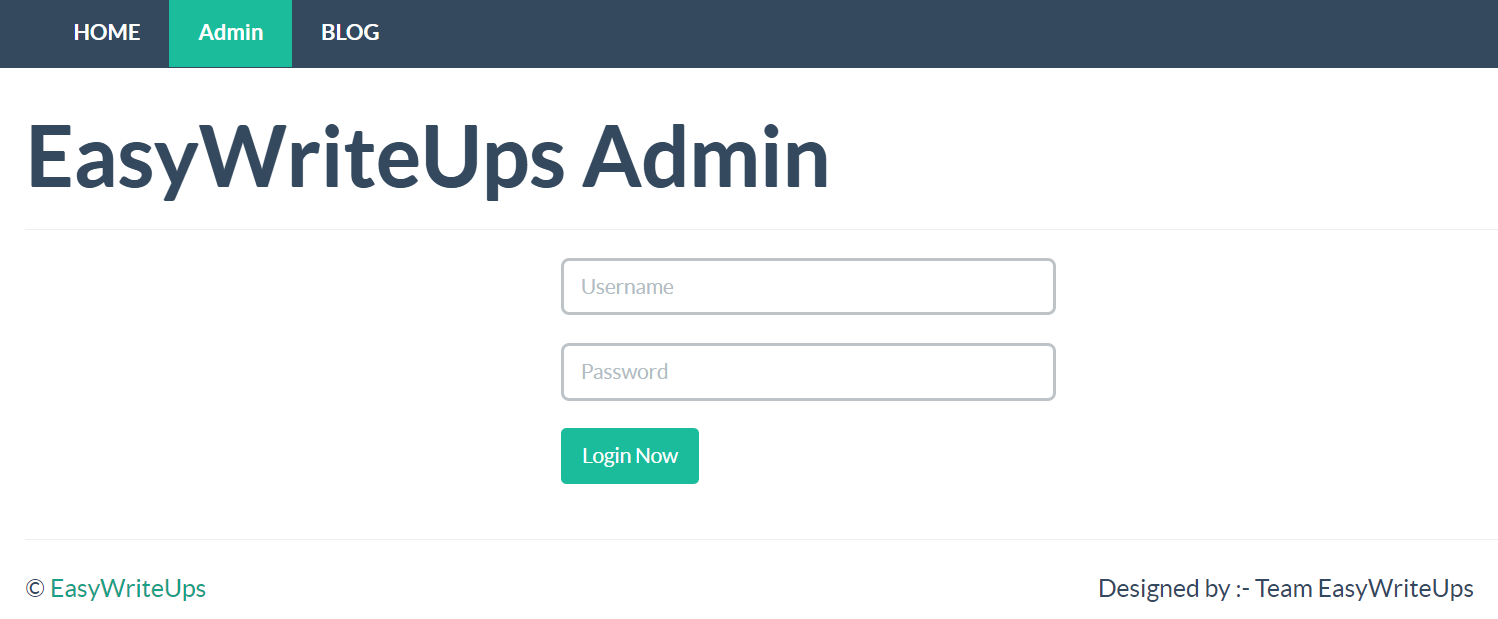 HOME Admin BLOG
EasyWriteUps Admin
Username
Password
Login Now
© EasyWriteUps Designed by :- Team EasyWriteUps